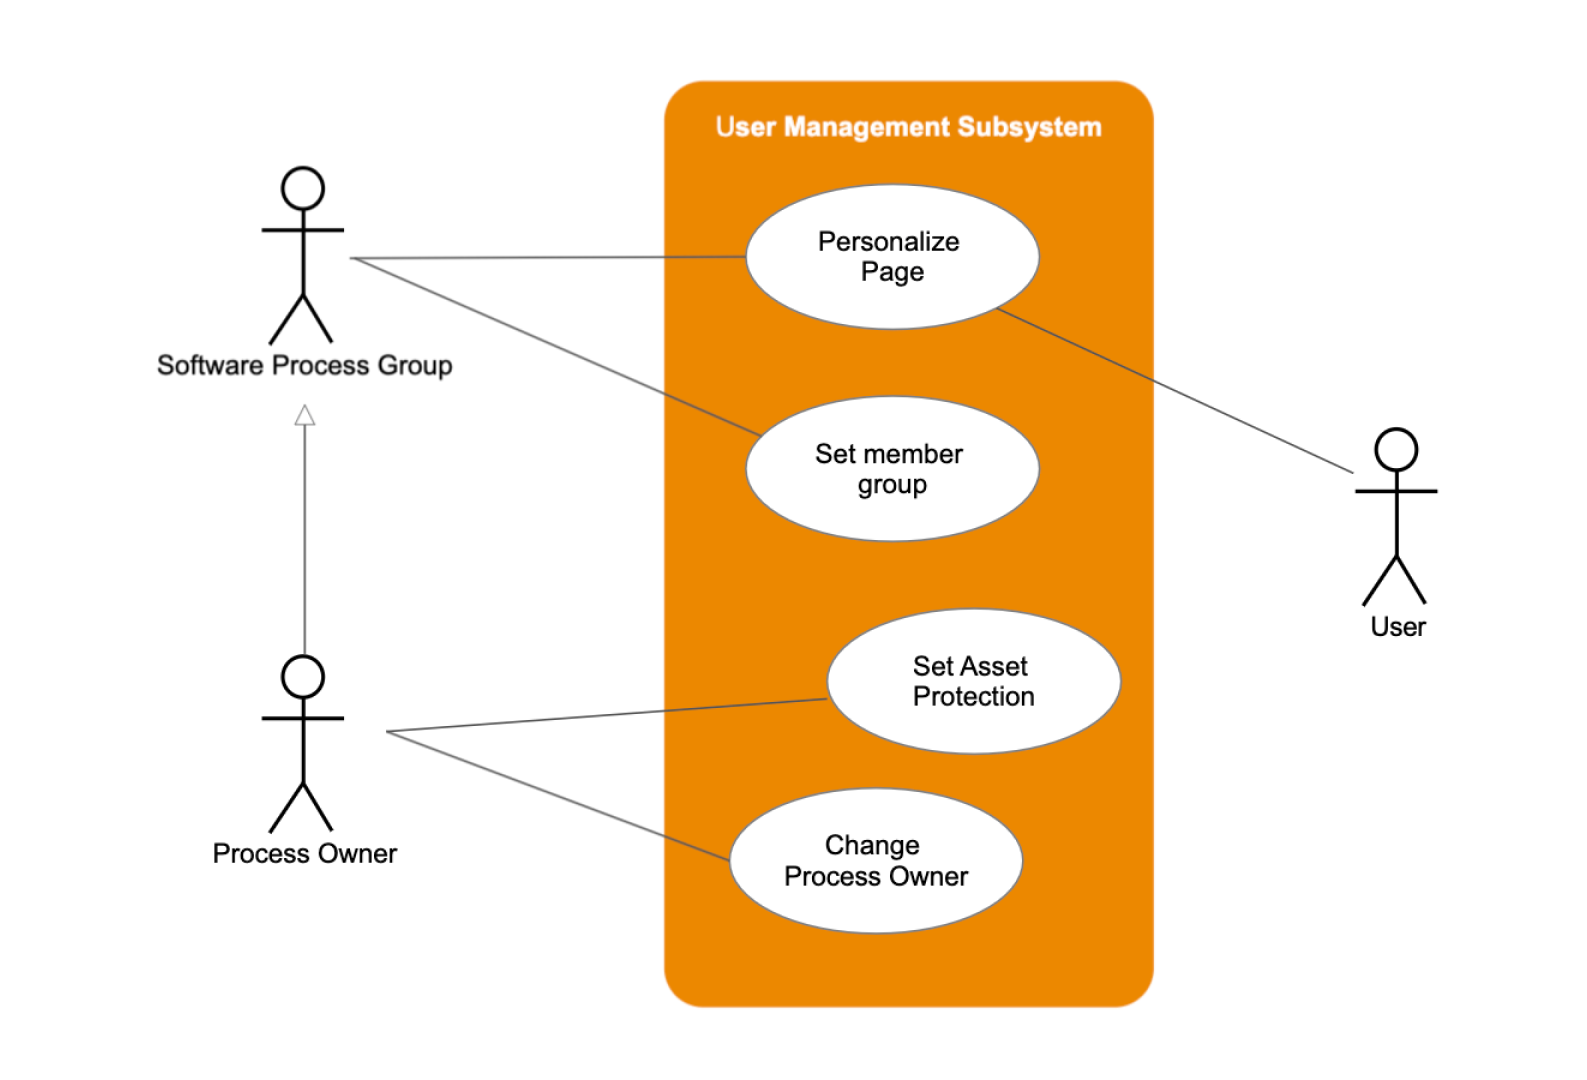 User Management Subsystem
Personalize
Page
Software Process Group
Set member
group
User
Set Asset
Protection
Process Owner
Change
Process Owner